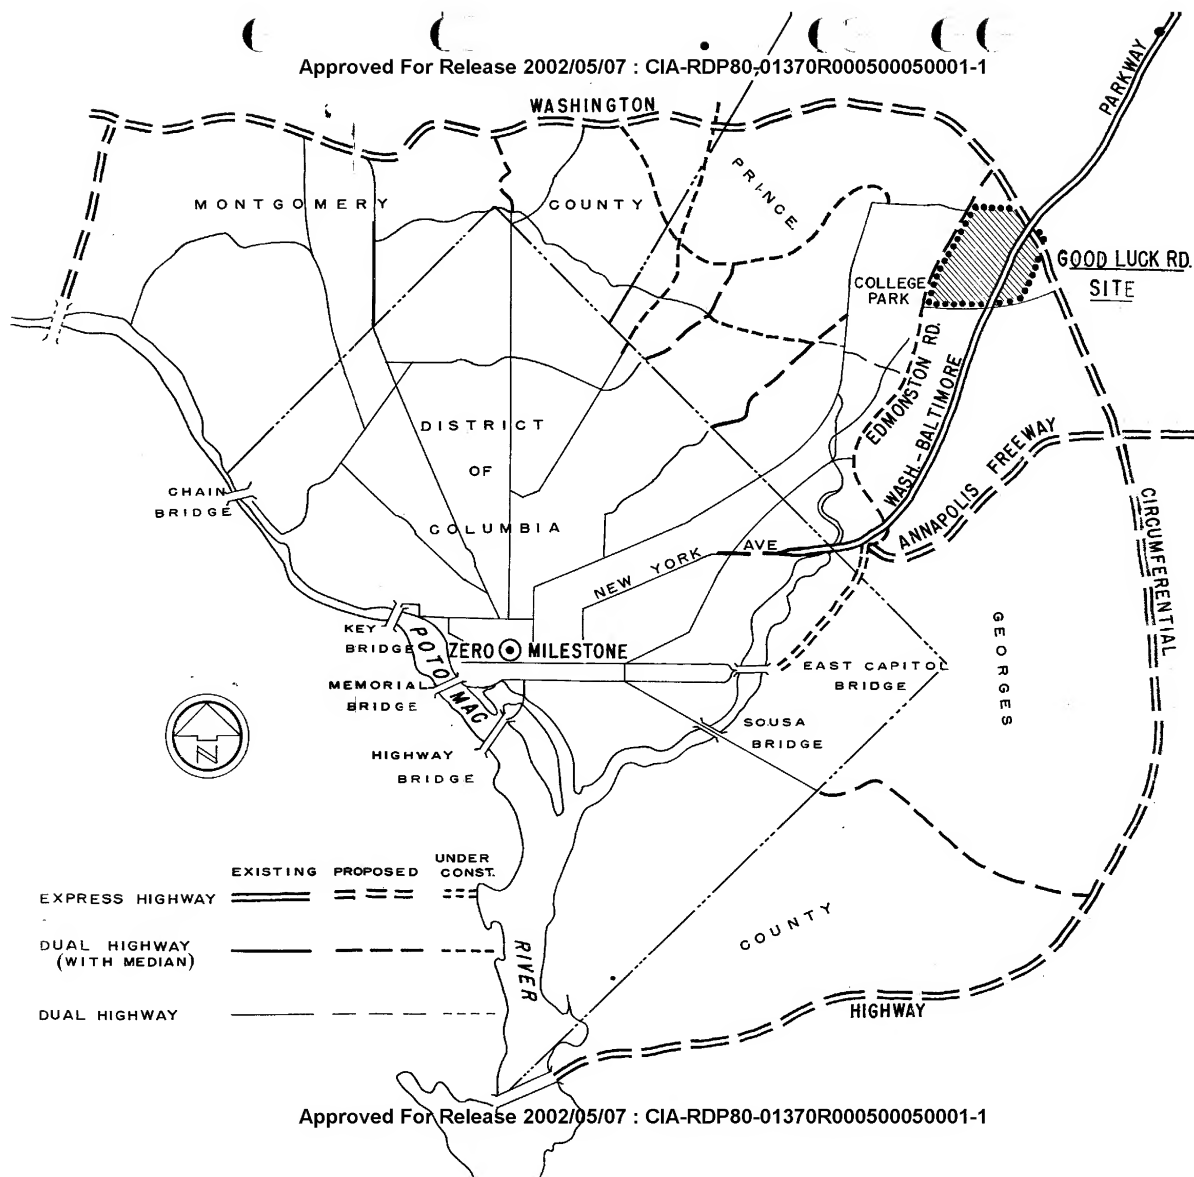 Approved For Release 2002/05/07 : CIA-RDP80-01370R000500050001-1
WASHINGTON
PARKWAY
PRINCE
MONTGOMERY
COUNTY
GOOD LUCK RD.
SITE
COLLEGE
PARK
EDMONSTON RD.
WASH.-BALTIMORE
DISTRICT
OF
COLUMBIA
ANNAPOLIS FREEWAY
CIRCUMFERENTIAL
CHAIN
BRIDGE
NEW YORK AVE
KEY
BRIDGE
POTOMAC
ZERO MILESTONE
GEORGES
EAST CAPITOL
BRIDGE
MEMORIAL
BRIDGE
SOUSA
BRIDGE
HIGHWAY
BRIDGE
N
EXISTING PROPOSED UNDER CONST.
EXPRESS HIGHWAY
DUAL HIGHWAY
(WITH MEDIAN)
DUAL HIGHWAY
COUNTY
RIVER
HIGHWAY
Approved For Release 2002/05/07 : CIA-RDP80-01370R000500050001-1